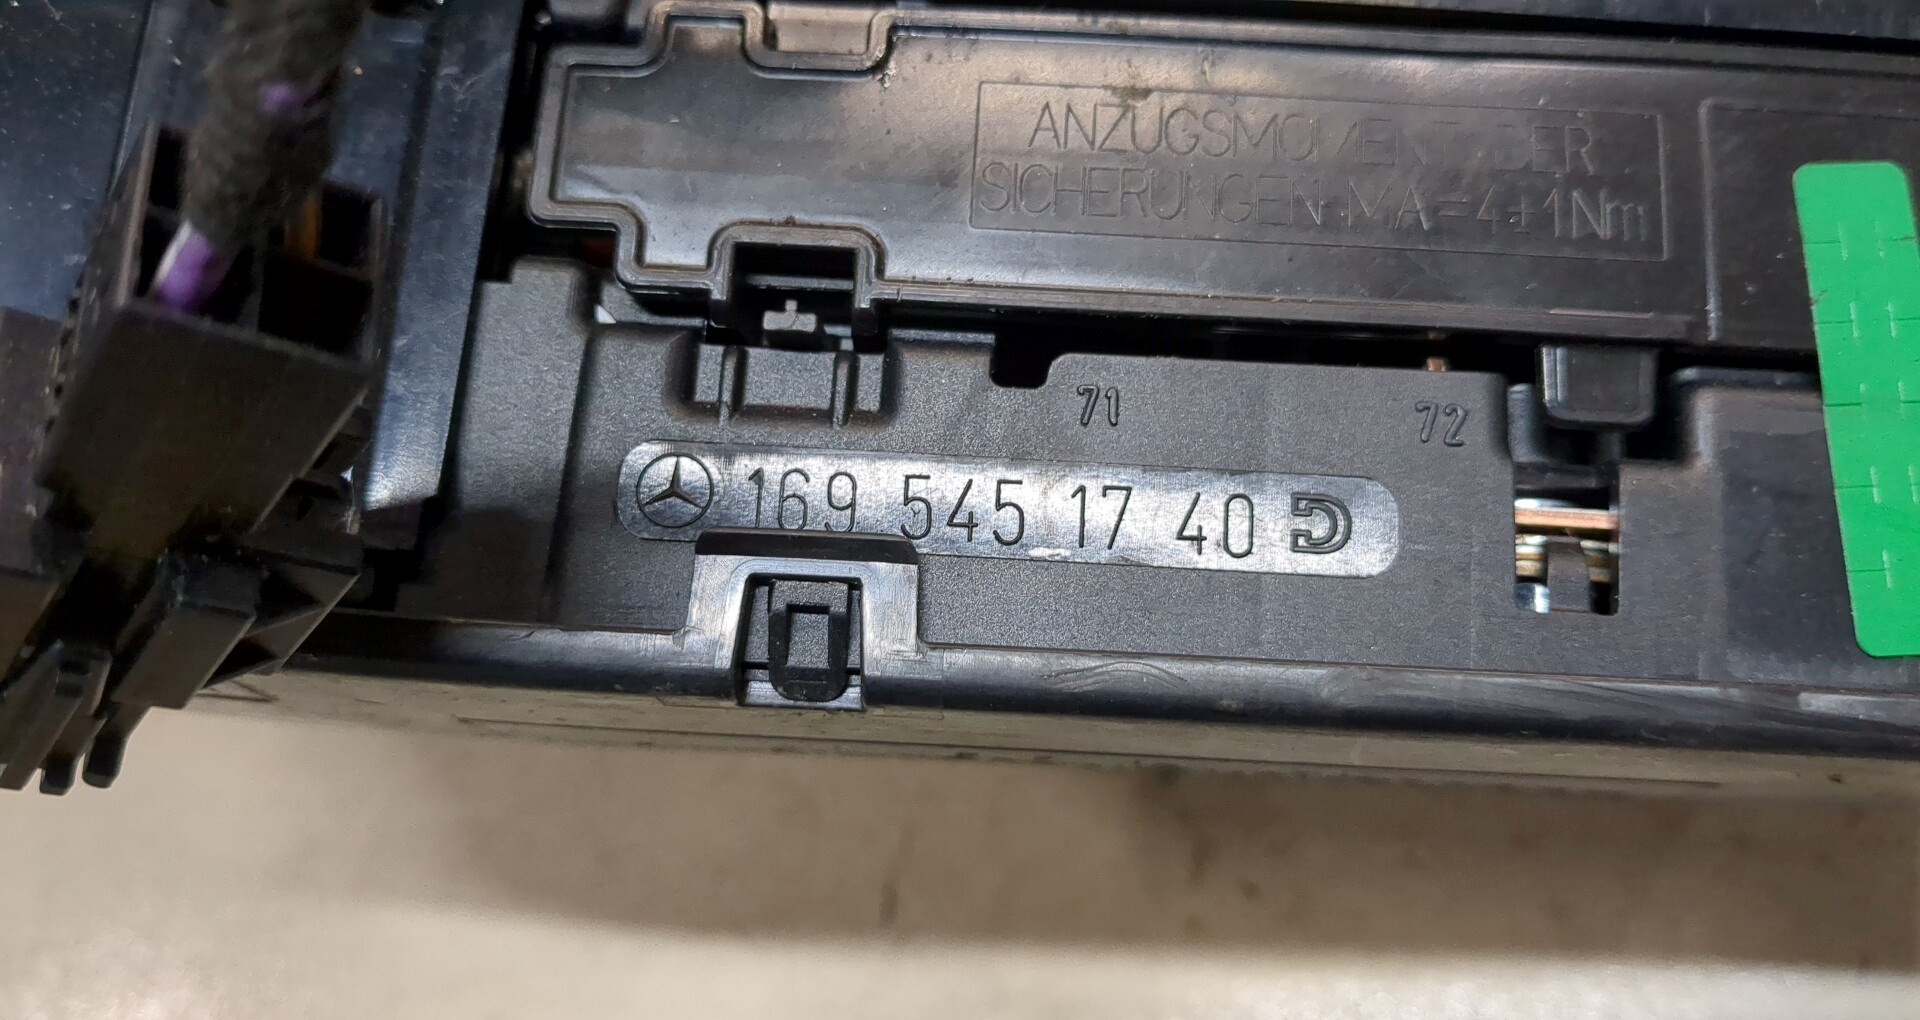 ANZUGSMOMENT DER
SICHERUNGEN MA=4±1Nm
71
72
169 545 17 40